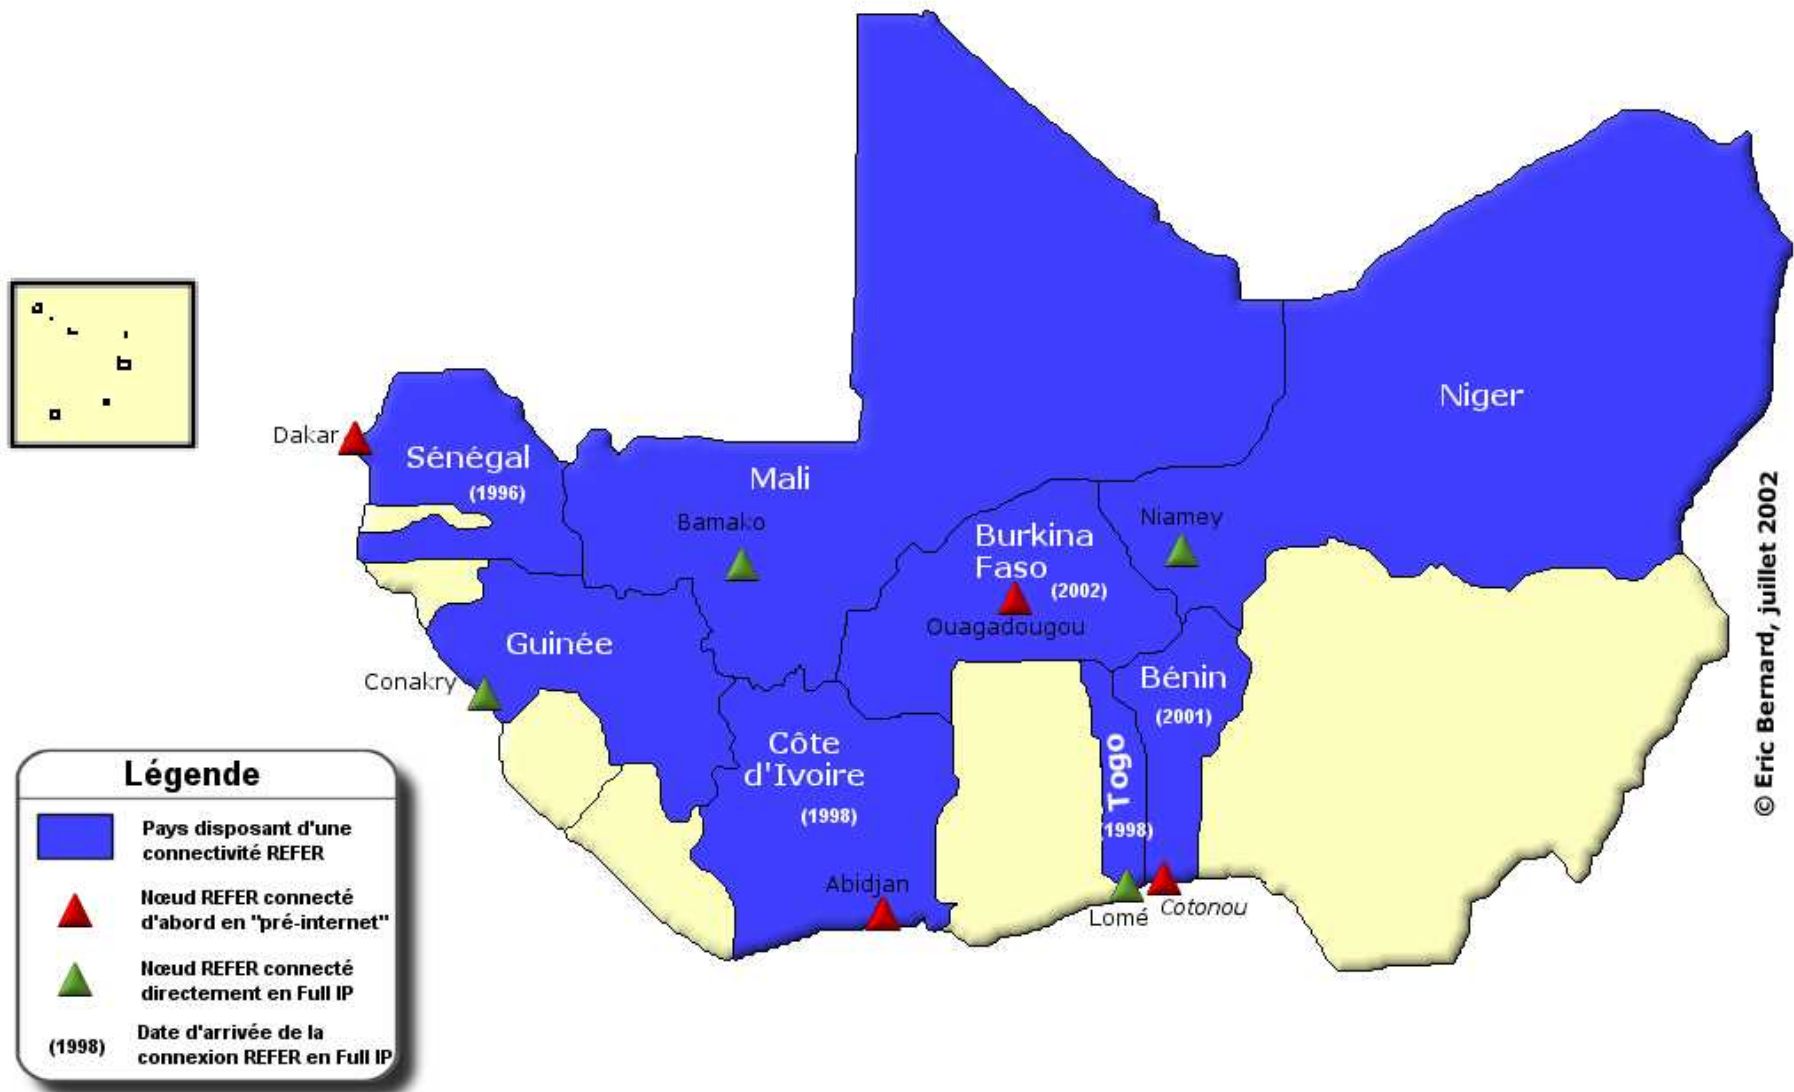 Niger
Dakar
Sénégal
(1996)
Mali
Bamako
Niamey
Burkina
Faso
(2002)
Ouagadougou
Guinée
Conakry
Bénin
(2001)
Côte
d'Ivoire
(1998)
Togo
(1998)
Abidjan
Lomé
Cotonou
© Eric Bernard, juillet 2002
Légende
Pays disposant d'une
connectivité REFER
Nœud REFER connecté
d'abord en "pré-internet"
Nœud REFER connecté
directement en Full IP
(1998)
Date d'arrivée de la
connexion REFER en Full IP